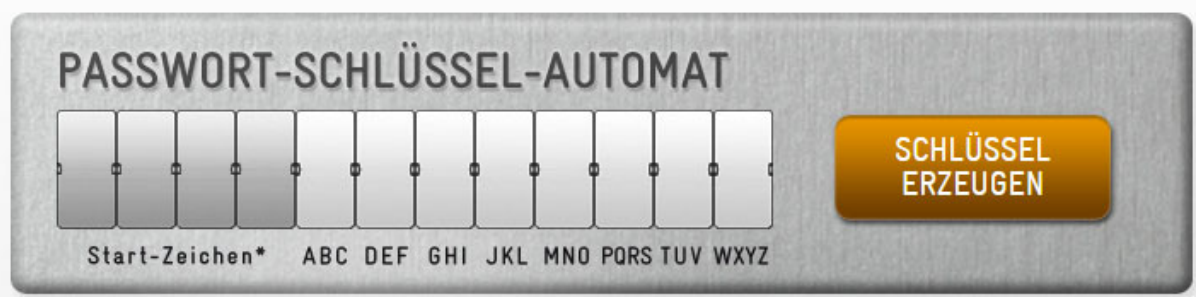 PASSWORT-SCHLÜSSEL-AUTOMAT
SCHLÜSSEL
ERZEUGEN
Start-Zeichen* ABC DEF GHI JKL MNO PQRS TUV WXYZ